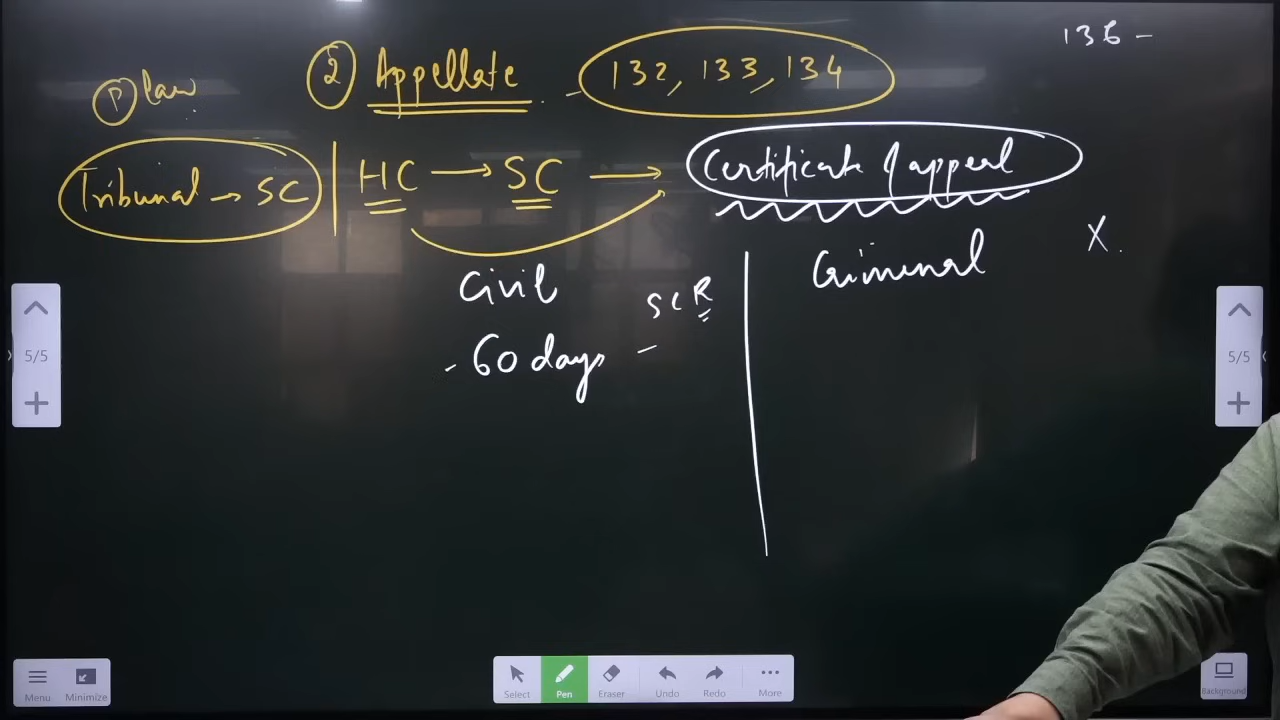 136 -
② Appellate - 132, 133, 134
Ⓟ law
Tribunal → SC | HC → SC → Certificate of appeal
Civil
Criminal
X
SCR
- 60 days -
5/5
5/5
Menu
Minimize
Select
Pen
Eraser
Undo
Redo
More
Background